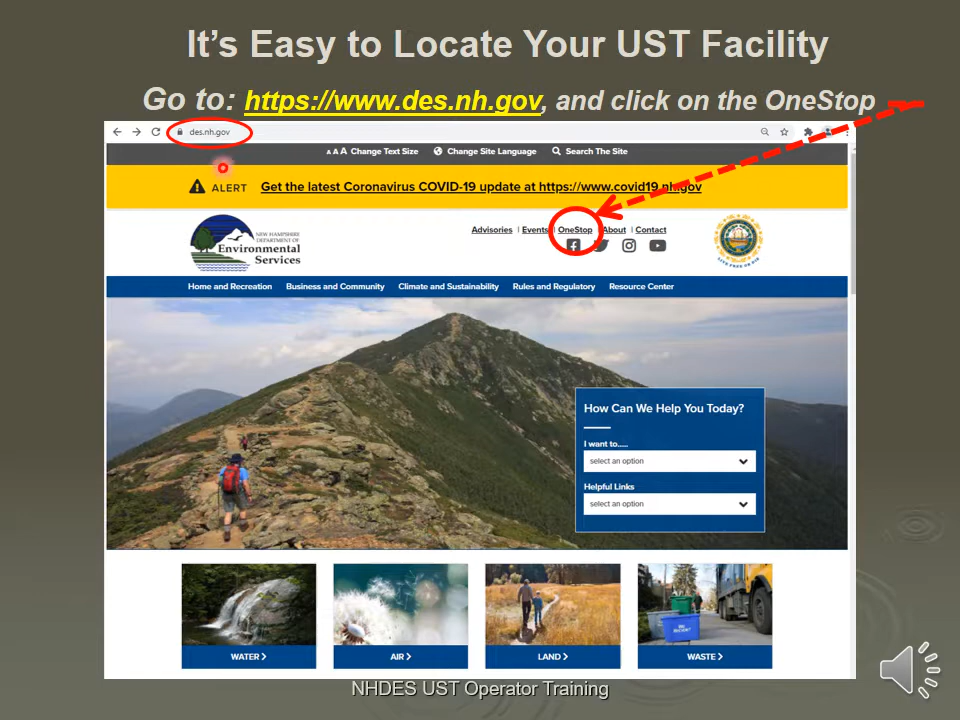 It's Easy to Locate Your UST Facility
Go to: https://www.des.nh.gov, and click on the OneStop
des.nh.gov
A A A Change Text Size Change Site Language Search The Site
ALERT Get the latest Coronavirus COVID-19 update at https://www.covid19.nh.gov
NEW HAMPSHIRE
DEPARTMENT OF
Environmental
Services
Advisories | Events | OneStop | About | Contact
LIVE FREE OR DIE
Home and Recreation Business and Community Climate and Sustainability Rules and Regulatory Resource Center
How Can We Help You Today?
I want to.....
select an option
Helpful Links
select an option
WATER AIR LAND WASTE
NHDES UST Operator Training